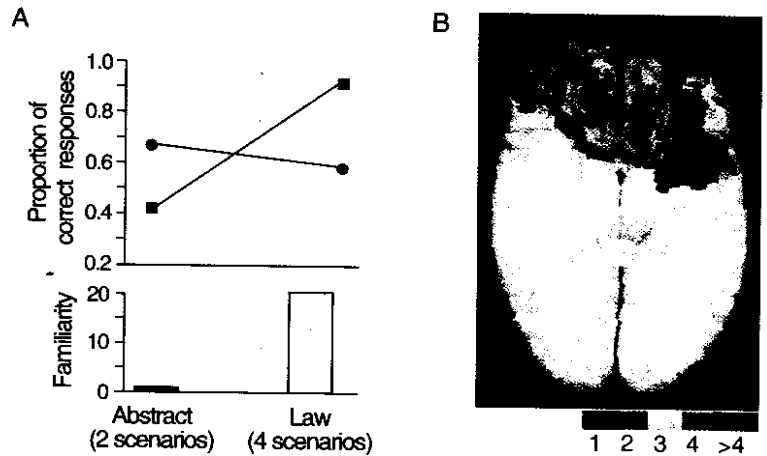 A
Proportion of
correct responses
1.0
0.8
0.6
0.4
0.2
Familiarity
20
10
0
Abstract
(2 scenarios)
Law
(4 scenarios)
B
1 2 3 4 >4